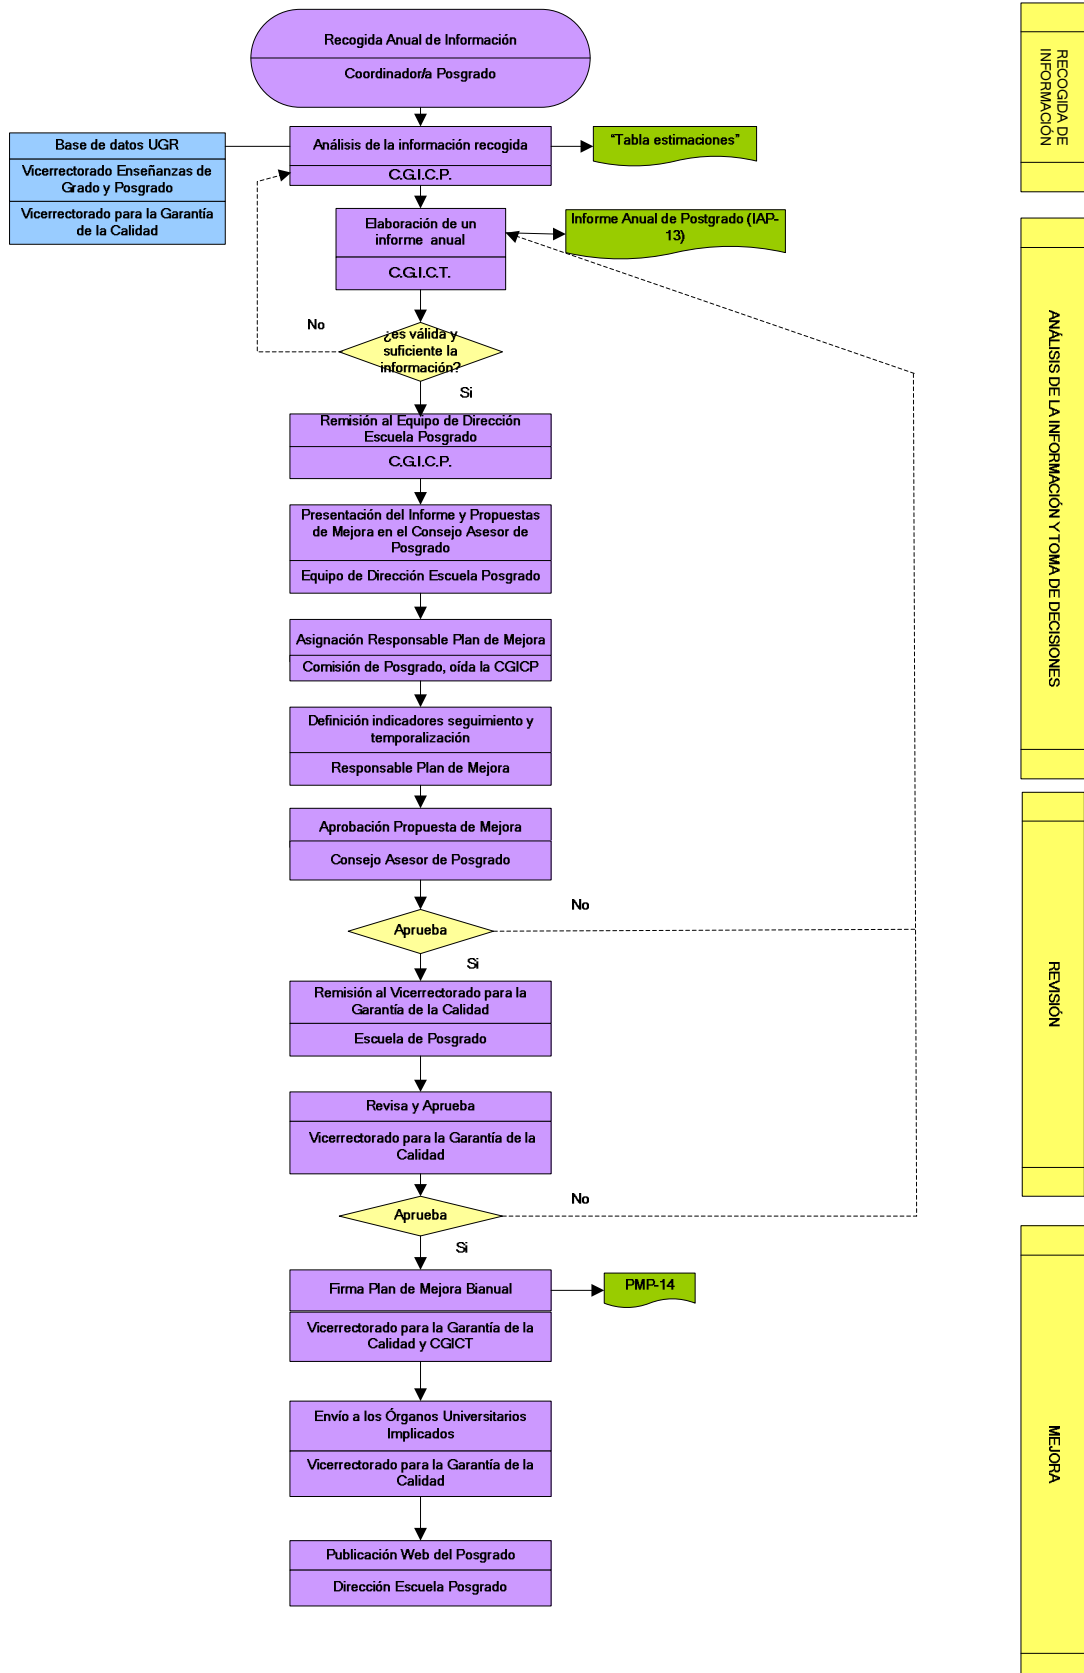 Recogida Anual de Información
Coordinador/a Posgrado
RECOGIDA DE
INFORMACIÓN
Base de datos UGR
Vicerrectorado Enseñanzas de
Grado y Posgrado
Vicerrectorado para la Garantía
de la Calidad
Análisis de la información recogida
C.G.I.C.P.
“Tabla estimaciones”
Elaboración de un
informe anual
C.G.I.C.T.
Informe Anual de Postgrado (IAP-
13)
No
¿es válida y
suficiente la
información?
Si
ANÁLISIS DE LA INFORMACIÓN Y TOMA DE DECISIONES
Remisión al Equipo de Dirección
Escuela Posgrado
C.G.I.C.P.
Presentación del Informe y Propuestas
de Mejora en el Consejo Asesor de
Posgrado
Equipo de Dirección Escuela Posgrado
Asignación Responsable Plan de Mejora
Comisión de Posgrado, oída la CGICP
Definición indicadores seguimiento y
temporalización
Responsable Plan de Mejora
Aprobación Propuesta de Mejora
Consejo Asesor de Posgrado
No
Aprueba
Si
REVISIÓN
Remisión al Vicerrectorado para la
Garantía de la Calidad
Escuela de Posgrado
Revisa y Aprueba
Vicerrectorado para la Garantía de la
Calidad
No
Aprueba
Si
Firma Plan de Mejora Bianual
Vicerrectorado para la Garantía de la
Calidad y CGICT
PMP-14
MEJORA
Envío a los Órganos Universitarios
Implicados
Vicerrectorado para la Garantía de la
Calidad
Publicación Web del Posgrado
Dirección Escuela Posgrado